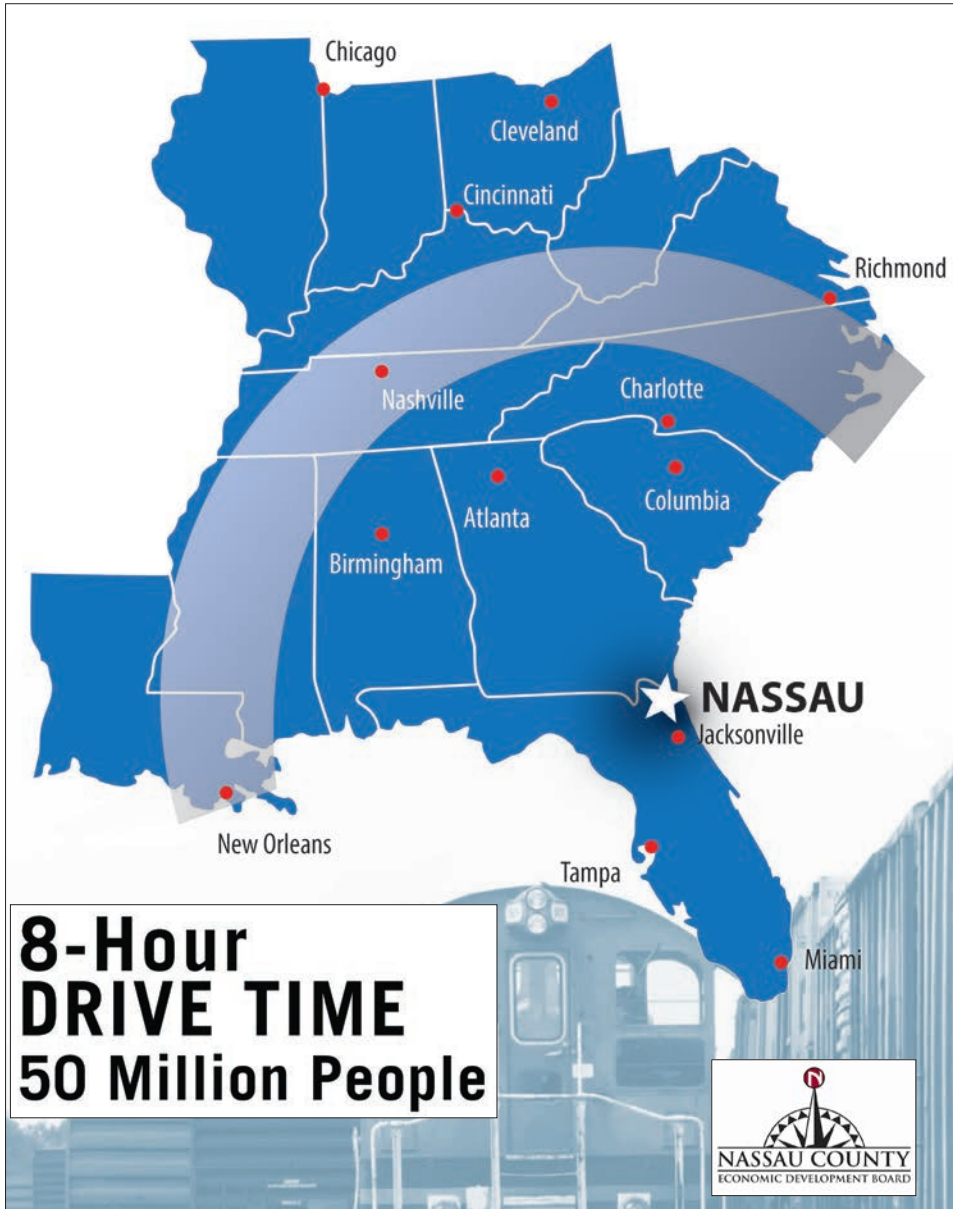 Chicago
Cleveland
Cincinnati
Richmond
Nashville
Charlotte
Atlanta
Columbia
Birmingham
NASSAU
Jacksonville
New Orleans
Tampa
Miami
8-Hour
DRIVE TIME
50 Million People
N
NASSAU COUNTY
ECONOMIC DEVELOPMENT BOARD